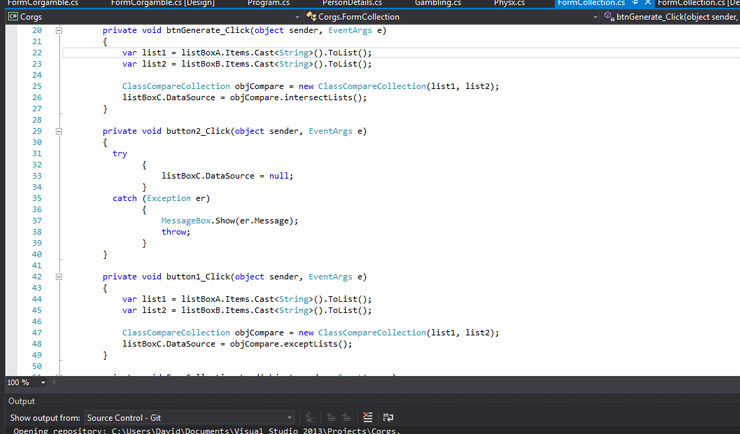 FormCorgamble.cs FormCorgamble.cs [Design] Program.cs PersonDetails.cs Gambling.cs Physx.cs FormCollection.cs FormCollection.cs [De
C# Corgs Corgs.FormCollection btnGenerate_Click(object sender,
20 private void btnGenerate_Click(object sender, EventArgs e)
21 {
22 var list1 = listBoxA.Items.Cast<String>().ToList();
23 var list2 = listBoxB.Items.Cast<String>().ToList();
24
25 ClassCompareCollection objCompare = new ClassCompareCollection(list1, list2);
26 listBoxC.DataSource = objCompare.intersectLists();
27 }
28
29 private void button2_Click(object sender, EventArgs e)
30 {
31 try
32 {
33 listBoxC.DataSource = null;
34 }
35 catch (Exception er)
36 {
37 MessageBox.Show(er.Message);
38 throw;
39 }
40 }
41
42 private void button1_Click(object sender, EventArgs e)
43 {
44 var list1 = listBoxA.Items.Cast<String>().ToList();
45 var list2 = listBoxB.Items.Cast<String>().ToList();
46
47 ClassCompareCollection objCompare = new ClassCompareCollection(list1, list2);
48 listBoxC.DataSource = objCompare.exceptLists();
49 }
50
100 %
Output
Show output from: Source Control - Git
Opening repository: C:\Users\David\Documents\Visual Studio 2013\Projects\Corgs.